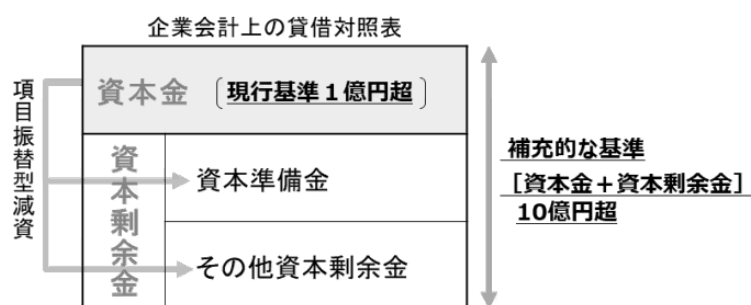 企業会計上の貸借対照表
項目振替型減資
資本金 〔現行基準１億円超〕
資本剰余金
資本準備金
その他資本剰余金
補充的な基準
［資本金＋資本剰余金］
10億円超